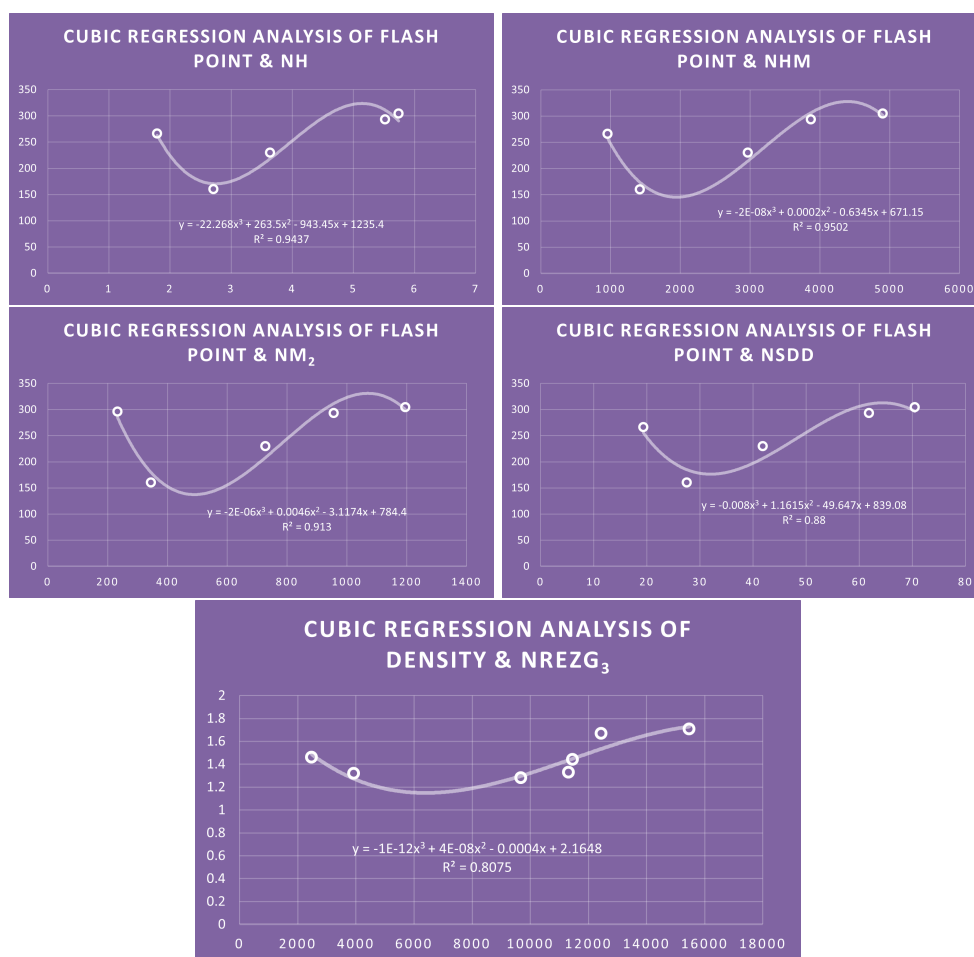 CUBIC REGRESSION ANALYSIS OF FLASH
POINT & NH
350
300
250
200
150
100
50
0
y = -22.268x³ + 263.5x² - 943.45x + 1235.4
R² = 0.9437
0 1 2 3 4 5 6 7
CUBIC REGRESSION ANALYSIS OF FLASH
POINT & NHM
350
300
250
200
150
100
50
0
y = -2E-08x³ + 0.0002x² - 0.6345x + 671.15
R² = 0.9502
0 1000 2000 3000 4000 5000 6000
CUBIC REGRESSION ANALYSIS OF FLASH
POINT & NM₂
350
300
250
200
150
100
50
0
y = -2E-06x³ + 0.0046x² - 3.1174x + 784.4
R² = 0.913
0 200 400 600 800 1000 1200 1400
CUBIC REGRESSION ANALYSIS OF FLASH
POINT & NSDD
350
300
250
200
150
100
50
0
y = -0.008x³ + 1.1615x² - 49.647x + 839.08
R² = 0.88
0 10 20 30 40 50 60 70 80
CUBIC REGRESSION ANALYSIS OF
DENSITY & NREZG₃
2
1.8
1.6
1.4
1.2
1
0.8
0.6
0.4
0.2
0
y = -1E-12x³ + 4E-08x² - 0.0004x + 2.1648
R² = 0.8075
0 2000 4000 6000 8000 10000 12000 14000 16000 18000